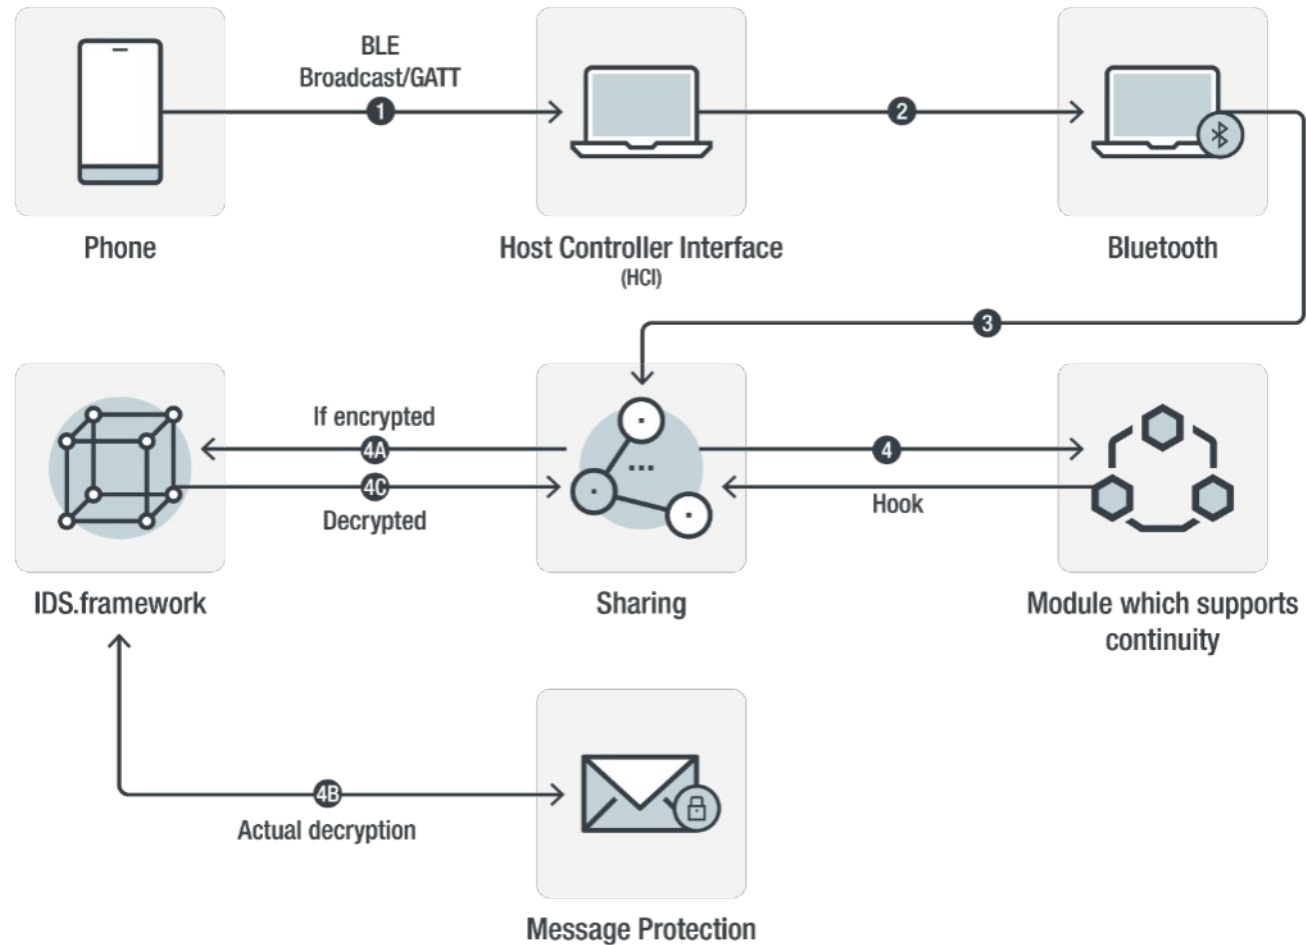 BLE
Broadcast/GATT
1
2
Phone
Host Controller Interface
(HCI)
Bluetooth
3
If encrypted
4A
4C
Decrypted
4
Hook
IDS.framework
Sharing
Module which supports
continuity
4B
Actual decryption
Message Protection